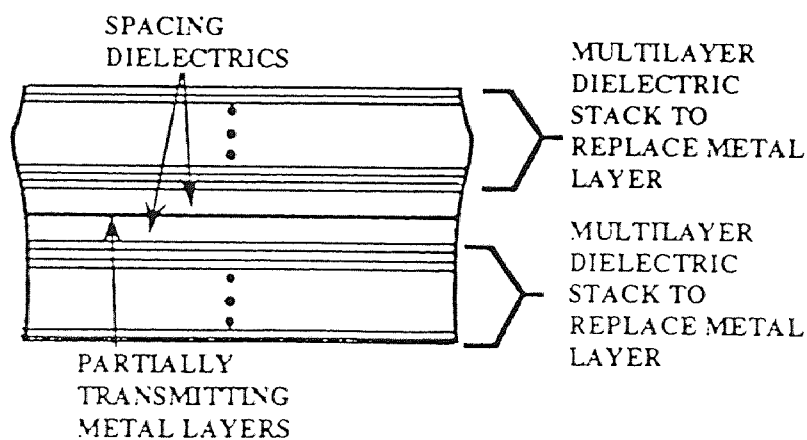 SPACING
DIELECTRICS
MULTILAYER
DIELECTRIC
STACK TO
REPLACE METAL
LAYER
MULTILAYER
DIELECTRIC
STACK TO
REPLACE METAL
LAYER
PARTIALLY
TRANSMITTING
METAL LAYERS